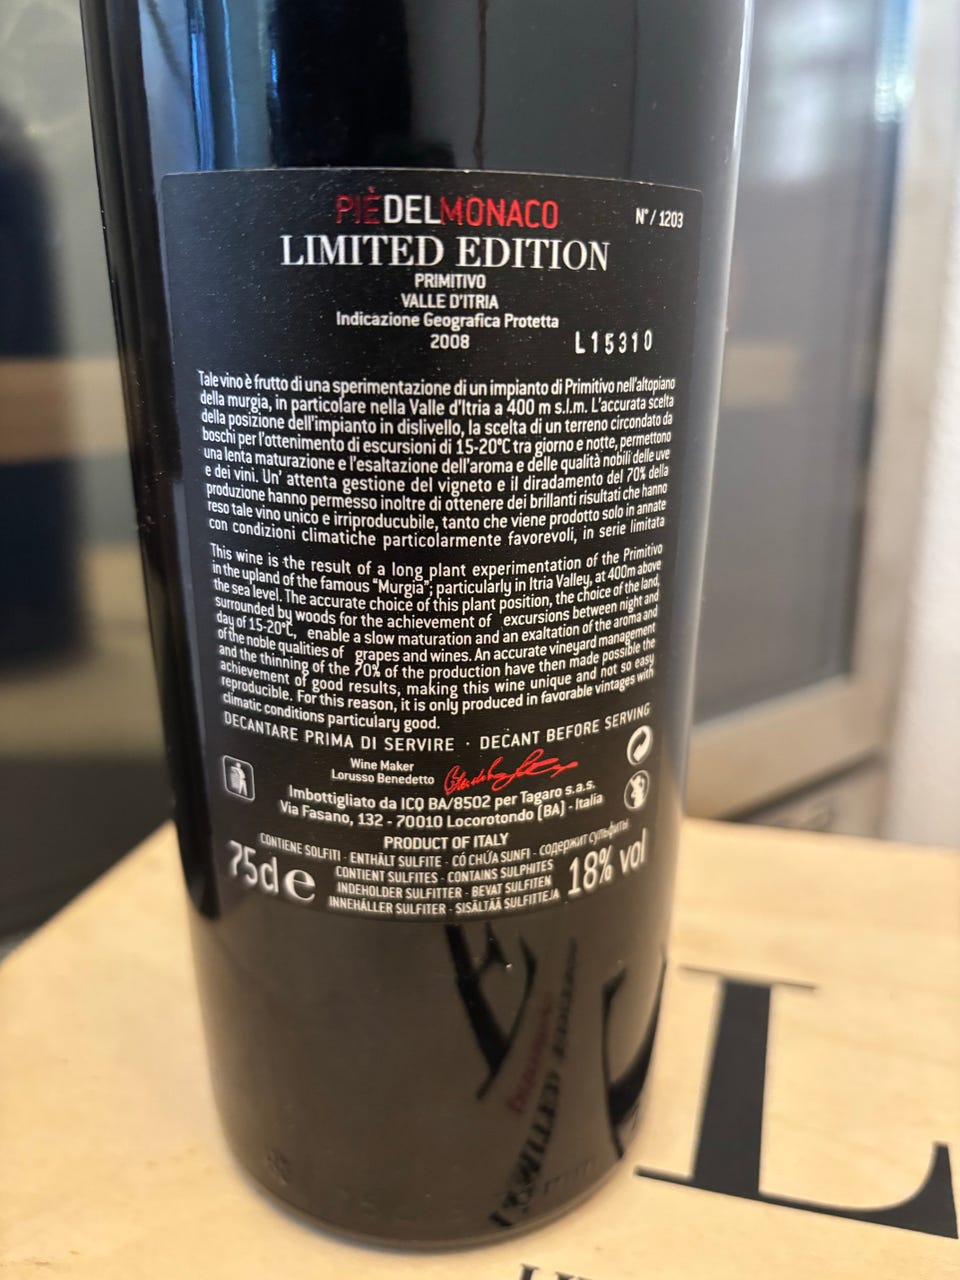 PIÈDELMONACO
N° / 1203
LIMITED EDITION
PRIMITIVO
VALLE D'ITRIA
Indicazione Geografica Protetta
2008
L15310
Tale vino è frutto di una sperimentazione di un impianto di Primitivo nell'altopiano
della murgia, in particolare nella Valle d'Itria a 400 m s.l.m. L'accurata scelta
della posizione dell'impianto in dislivello, la scelta di un terreno circondato da
boschi per l'ottenimento di escursioni di 15-20°C tra giorno e notte, permettono
una lenta maturazione e l'esaltazione dell'aroma e delle qualità nobili delle uve
e dei vini. Un' attenta gestione del vigneto e il diradamento del 70% della
produzione hanno permesso inoltre di ottenere dei brillanti risultati che hanno
reso tale vino unico e irriproducubile, tanto che viene prodotto solo in annate
con condizioni climatiche particolarmente favorevoli, in serie limitata
This wine is the result of a long plant experimentation of the Primitivo
in the upland of the famous "Murgia"; particularly in Itria Valley, at 400m above
the sea level. The accurate choice of this plant position, the choice of the land,
surrounded by woods for the achievement of excursions between night and
day of 15-20°C, enable a slow maturation and an exaltation of the aroma and
of the noble qualities of grapes and wines. An accurate vineyard management
and the thinning of the 70% of the production have then made possible the
achievement of good results, making this wine unique and not so easy
reproducible. For this reason, it is only produced in favorable vintages with
climatic conditions particulary good.
DECANTARE PRIMA DI SERVIRE · DECANT BEFORE SERVING
Wine Maker
Lorusso Benedetto
Imbottigliato da ICQ BA/8502 per Tagaro s.a.s.
Via Fasano, 132 - 70010 Locorotondo (BA) - Italia
PRODUCT OF ITALY
CONTIENE SOLFITI - ENTHÄLT SULFITE - CÓ CHỨA SUNFI - содержит сульфиты
CONTIENT SULFITES - CONTAINS SULPHITES
INDEHOLDER SULFITTER - BEVAT SULFITEN
INNEHÅLLER SULFITER - SISÄLTÄÄ SULFITTEJA
75cl e
18% vol
L